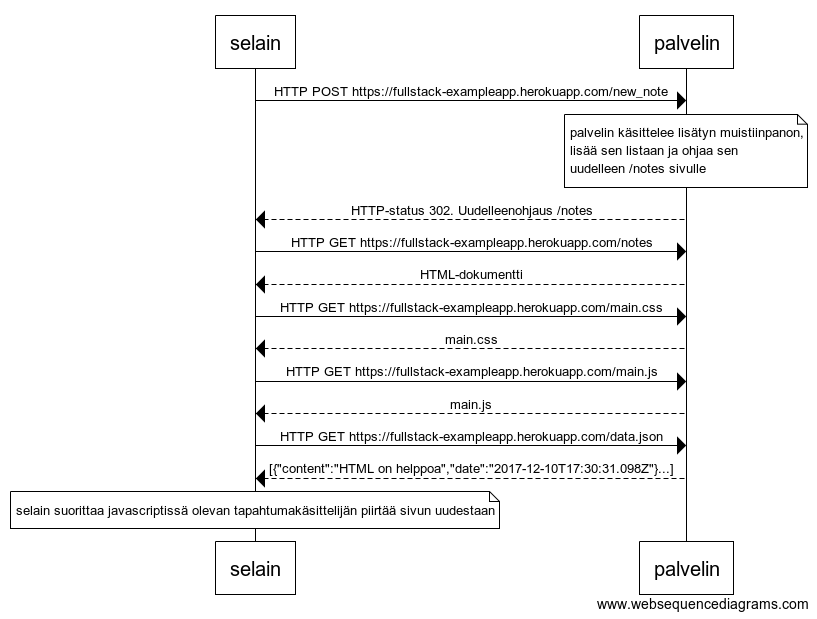 selain
palvelin
HTTP POST https://fullstack-exampleapp.herokuapp.com/new_note
palvelin käsittelee lisätyn muistiinpanon,
lisää sen listaan ja ohjaa sen
uudelleen /notes sivulle
HTTP-status 302. Uudelleenohjaus /notes
HTTP GET https://fullstack-exampleapp.herokuapp.com/notes
HTML-dokumentti
HTTP GET https://fullstack-exampleapp.herokuapp.com/main.css
main.css
HTTP GET https://fullstack-exampleapp.herokuapp.com/main.js
main.js
HTTP GET https://fullstack-exampleapp.herokuapp.com/data.json
[{"content":"HTML on helppoa","date":"2017-12-10T17:30:31.098Z"}...]
selain suorittaa javascriptissä olevan tapahtumakäsittelijän piirtää sivun uudestaan
selain
palvelin
www.websequencediagrams.com